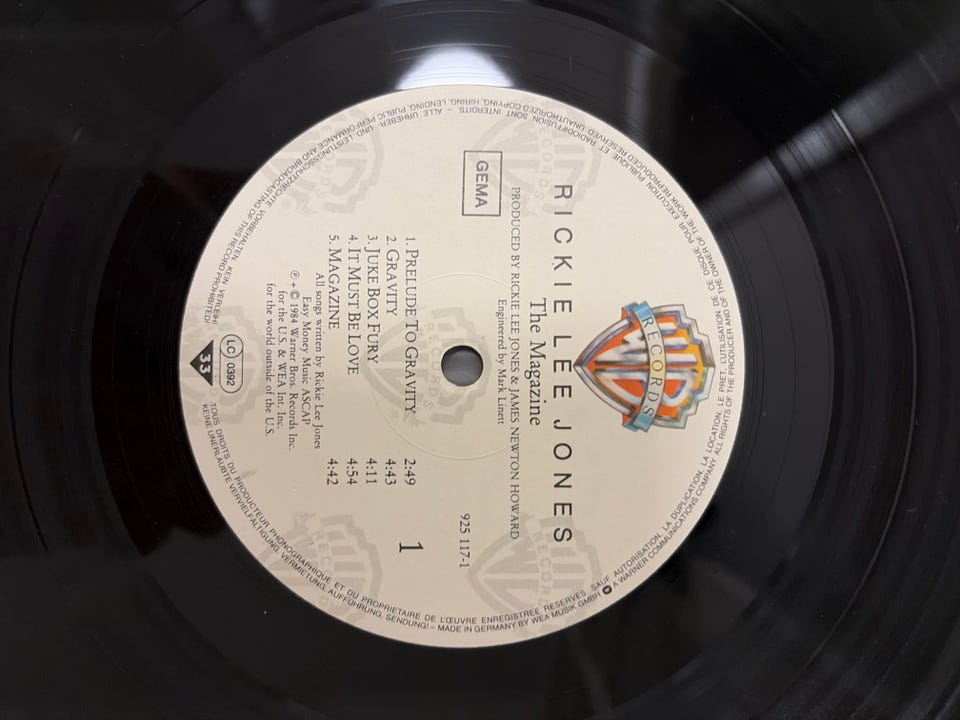 RECORDS
RICKIE LEE JONES
The Magazine
PRODUCED BY RICKIE LEE JONES & JAMES NEWTON HOWARD
Engineered by Mark Linett
GEMA
925 117-1
1
1. PRELUDE TO GRAVITY 2:49
2. GRAVITY 4:43
3. JUKE BOX FURY 4:11
4. IT MUST BE LOVE 4:54
5. MAGAZINE 4:42
All songs written by Rickie Lee Jones
Easy Money Music ASCAP
℗ + © 1984 Warner Bros. Records Inc.
for the U.S. & WEA Int. Inc.
for the world outside of the U.S.
LC 0392
33
TOUS DROITS DU PRODUCTEUR PHONOGRAPHIQUE ET DU PROPRIETAIRE DE L'ŒUVRE ENREGISTREE RESERVES. SAUF AUTORISATION, LA DUPLICATION, LA LOCATION, LE PRET, L'UTILISATION DE CE DISQUE POUR EXECUTION PUBLIQUE ET RADIODIFFUSION SONT INTERDITS. - ALLE URHEBER- UND LEISTUNGSSCHUTZRECHTE VORBEHALTEN. KEIN VERLEIH!
KEINE UNERLAUBTE VERVIELFÄLTIGUNG, VERMIETUNG, AUFFÜHRUNG, SENDUNG! – MADE IN GERMANY BY WEA MUSIK GMBH A WARNER COMMUNICATIONS COMPANY ALL RIGHTS OF THE PRODUCER AND OF THE OWNER OF THE WORK REPRODUCED RESERVED UNAUTHORIZED COPYING, HIRING, LENDING, PUBLIC PERFORMANCE AND BROADCASTING OF THIS RECORD PROHIBITED!